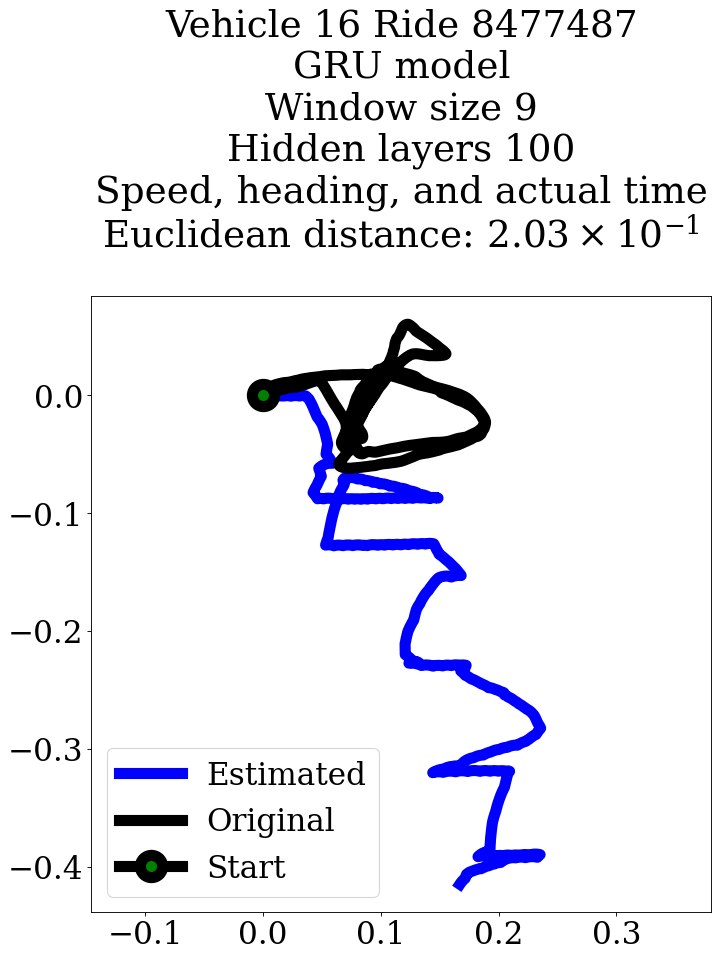 Vehicle 16 Ride 8477487
GRU model
Window size 9
Hidden layers 100
Speed, heading, and actual time
Euclidean distance: 2.03 × 10⁻¹
0.0
−0.1
−0.2
−0.3
−0.4
Estimated
Original
Start
−0.1 0.0 0.1 0.2 0.3